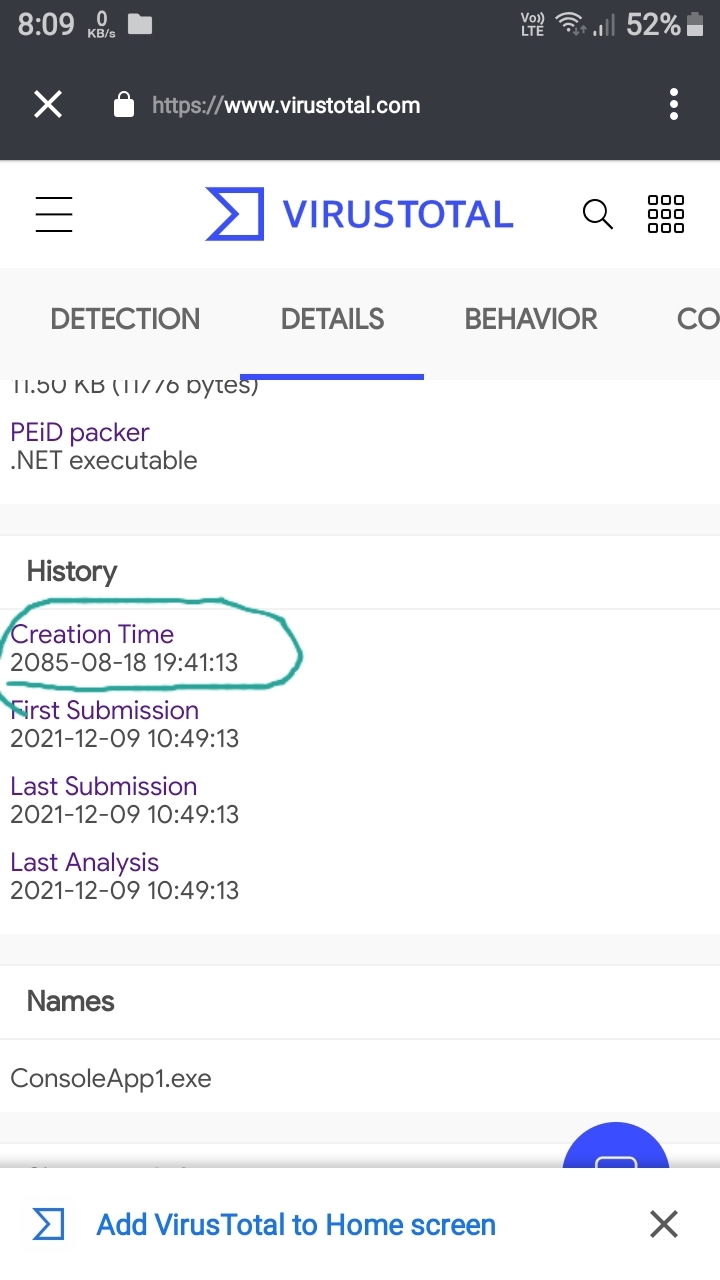 8:09 0 KB/s Vo)) LTE 52%
https://www.virustotal.com
VIRUSTOTAL
DETECTION DETAILS BEHAVIOR CO
11.50 KB (11776 bytes)
PEiD packer
.NET executable
History
Creation Time
2085-08-18 19:41:13
First Submission
2021-12-09 10:49:13
Last Submission
2021-12-09 10:49:13
Last Analysis
2021-12-09 10:49:13
Names
ConsoleApp1.exe
Add VirusTotal to Home screen